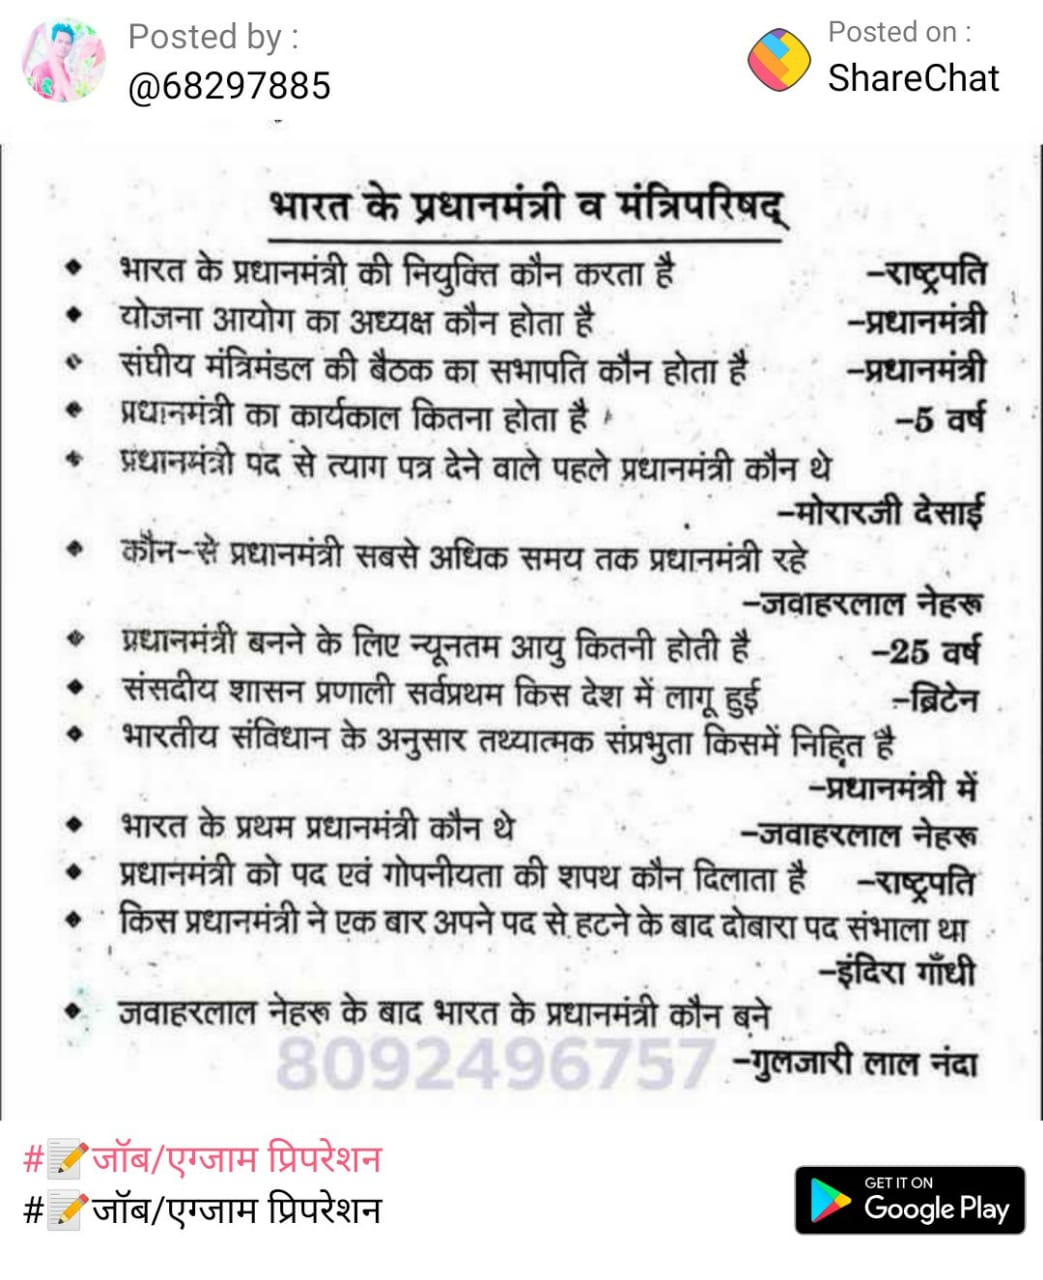 Posted by :
@68297885
Posted on :
ShareChat
भारत के प्रधानमंत्री व मंत्रिपरिषद्
◆ भारत के प्रधानमंत्री की नियुक्ति कौन करता है –राष्ट्रपति
◆ योजना आयोग का अध्यक्ष कौन होता है –प्रधानमंत्री
◆ संघीय मंत्रिमंडल की बैठक का सभापति कौन होता है –प्रधानमंत्री
◆ प्रधानमंत्री का कार्यकाल कितना होता है –5 वर्ष
◆ प्रधानमंत्री पद से त्याग पत्र देने वाले पहले प्रधानमंत्री कौन थे
–मोरारजी देसाई
◆ कौन-से प्रधानमंत्री सबसे अधिक समय तक प्रधानमंत्री रहे
–जवाहरलाल नेहरू
◆ प्रधानमंत्री बनने के लिए न्यूनतम आयु कितनी होती है –25 वर्ष
◆ संसदीय शासन प्रणाली सर्वप्रथम किस देश में लागू हुई –ब्रिटेन
◆ भारतीय संविधान के अनुसार तथ्यात्मक संप्रभुता किसमें निहित है
–प्रधानमंत्री में
◆ भारत के प्रथम प्रधानमंत्री कौन थे –जवाहरलाल नेहरू
◆ प्रधानमंत्री को पद एवं गोपनीयता की शपथ कौन दिलाता है –राष्ट्रपति
◆ किस प्रधानमंत्री ने एक बार अपने पद से हटने के बाद दोबारा पद संभाला था
–इंदिरा गाँधी
◆ जवाहरलाल नेहरू के बाद भारत के प्रधानमंत्री कौन बने
8092496757 –गुलजारी लाल नंदा
#📝जॉब/एग्जाम प्रिपरेशन
#📝जॉब/एग्जाम प्रिपरेशन
GET IT ON
Google Play